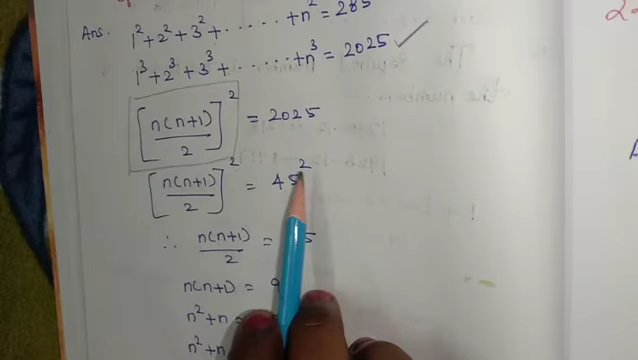 Ans. 1² + 2² + 3² + ...... + n² = 285
1³ + 2³ + 3³ + ...... + n³ = 2025 ✓
[n(n+1)/2]² = 2025
[n(n+1)/2]² = 45²
∴ n(n+1)/2 =
n(n+1) =
n² + n =
n² + n